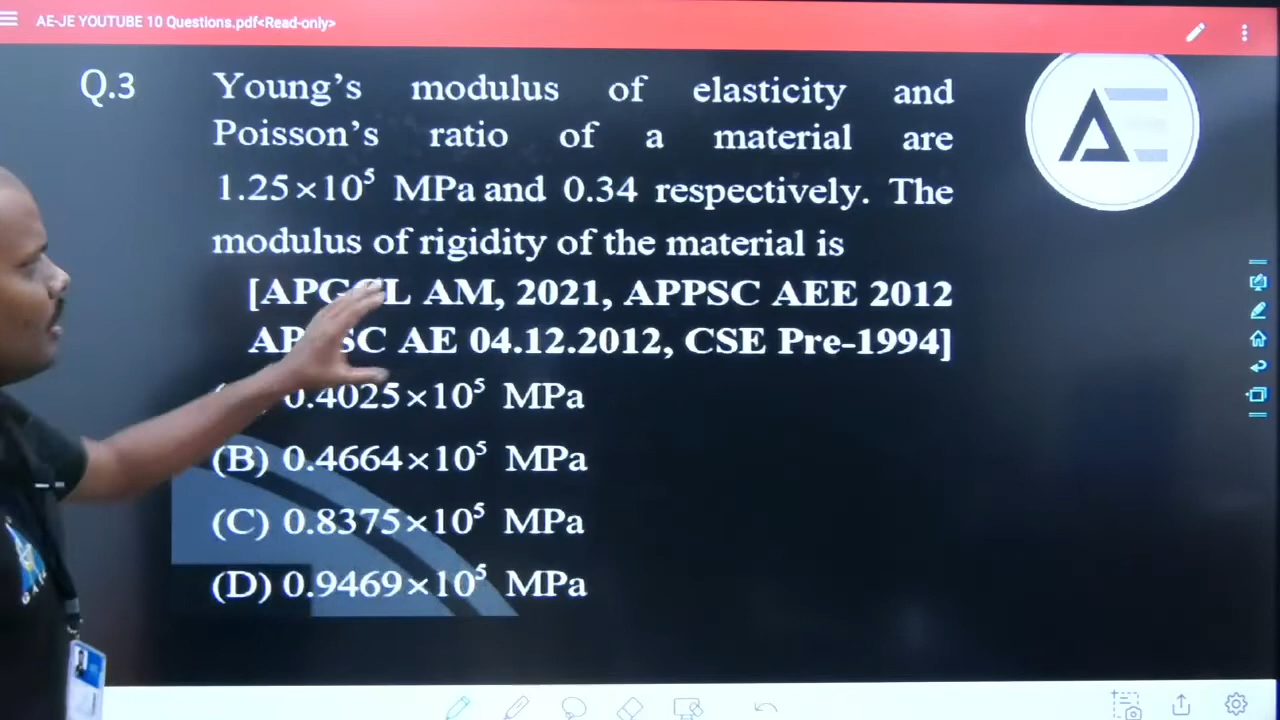 AE-JE YOUTUBE 10 Questions.pdf<Read-only>
Q.3 Young's modulus of elasticity and
Poisson's ratio of a material are
1.25×10⁵ MPa and 0.34 respectively. The
modulus of rigidity of the material is
AM, 2021, APPSC AEE 2012
AE 04.12.2012, CSE Pre-1994]
0.4025×10⁵ MPa
(B) 0.4664×10⁵ MPa
(C) 0.8375×10⁵ MPa
(D) 0.9469×10⁵ MPa
AE